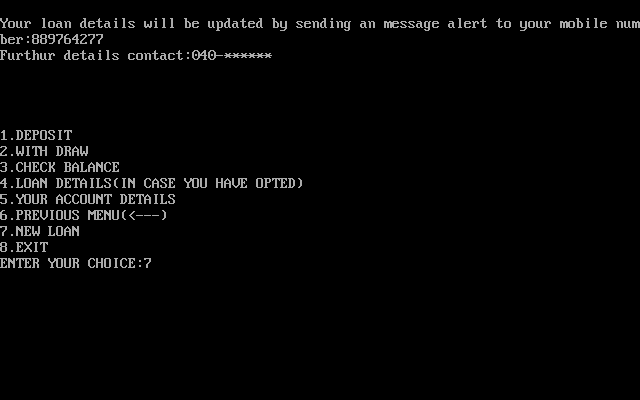 Your loan details will be updated by sending an message alert to your mobile num
ber:889764277
Furthur details contact:040-******
1.DEPOSIT
2.WITH DRAW
3.CHECK BALANCE
4.LOAN DETAILS(IN CASE YOU HAVE OPTED)
5.YOUR ACCOUNT DETAILS
6.PREVIOUS MENU(<---)
7.NEW LOAN
8.EXIT
ENTER YOUR CHOICE:7